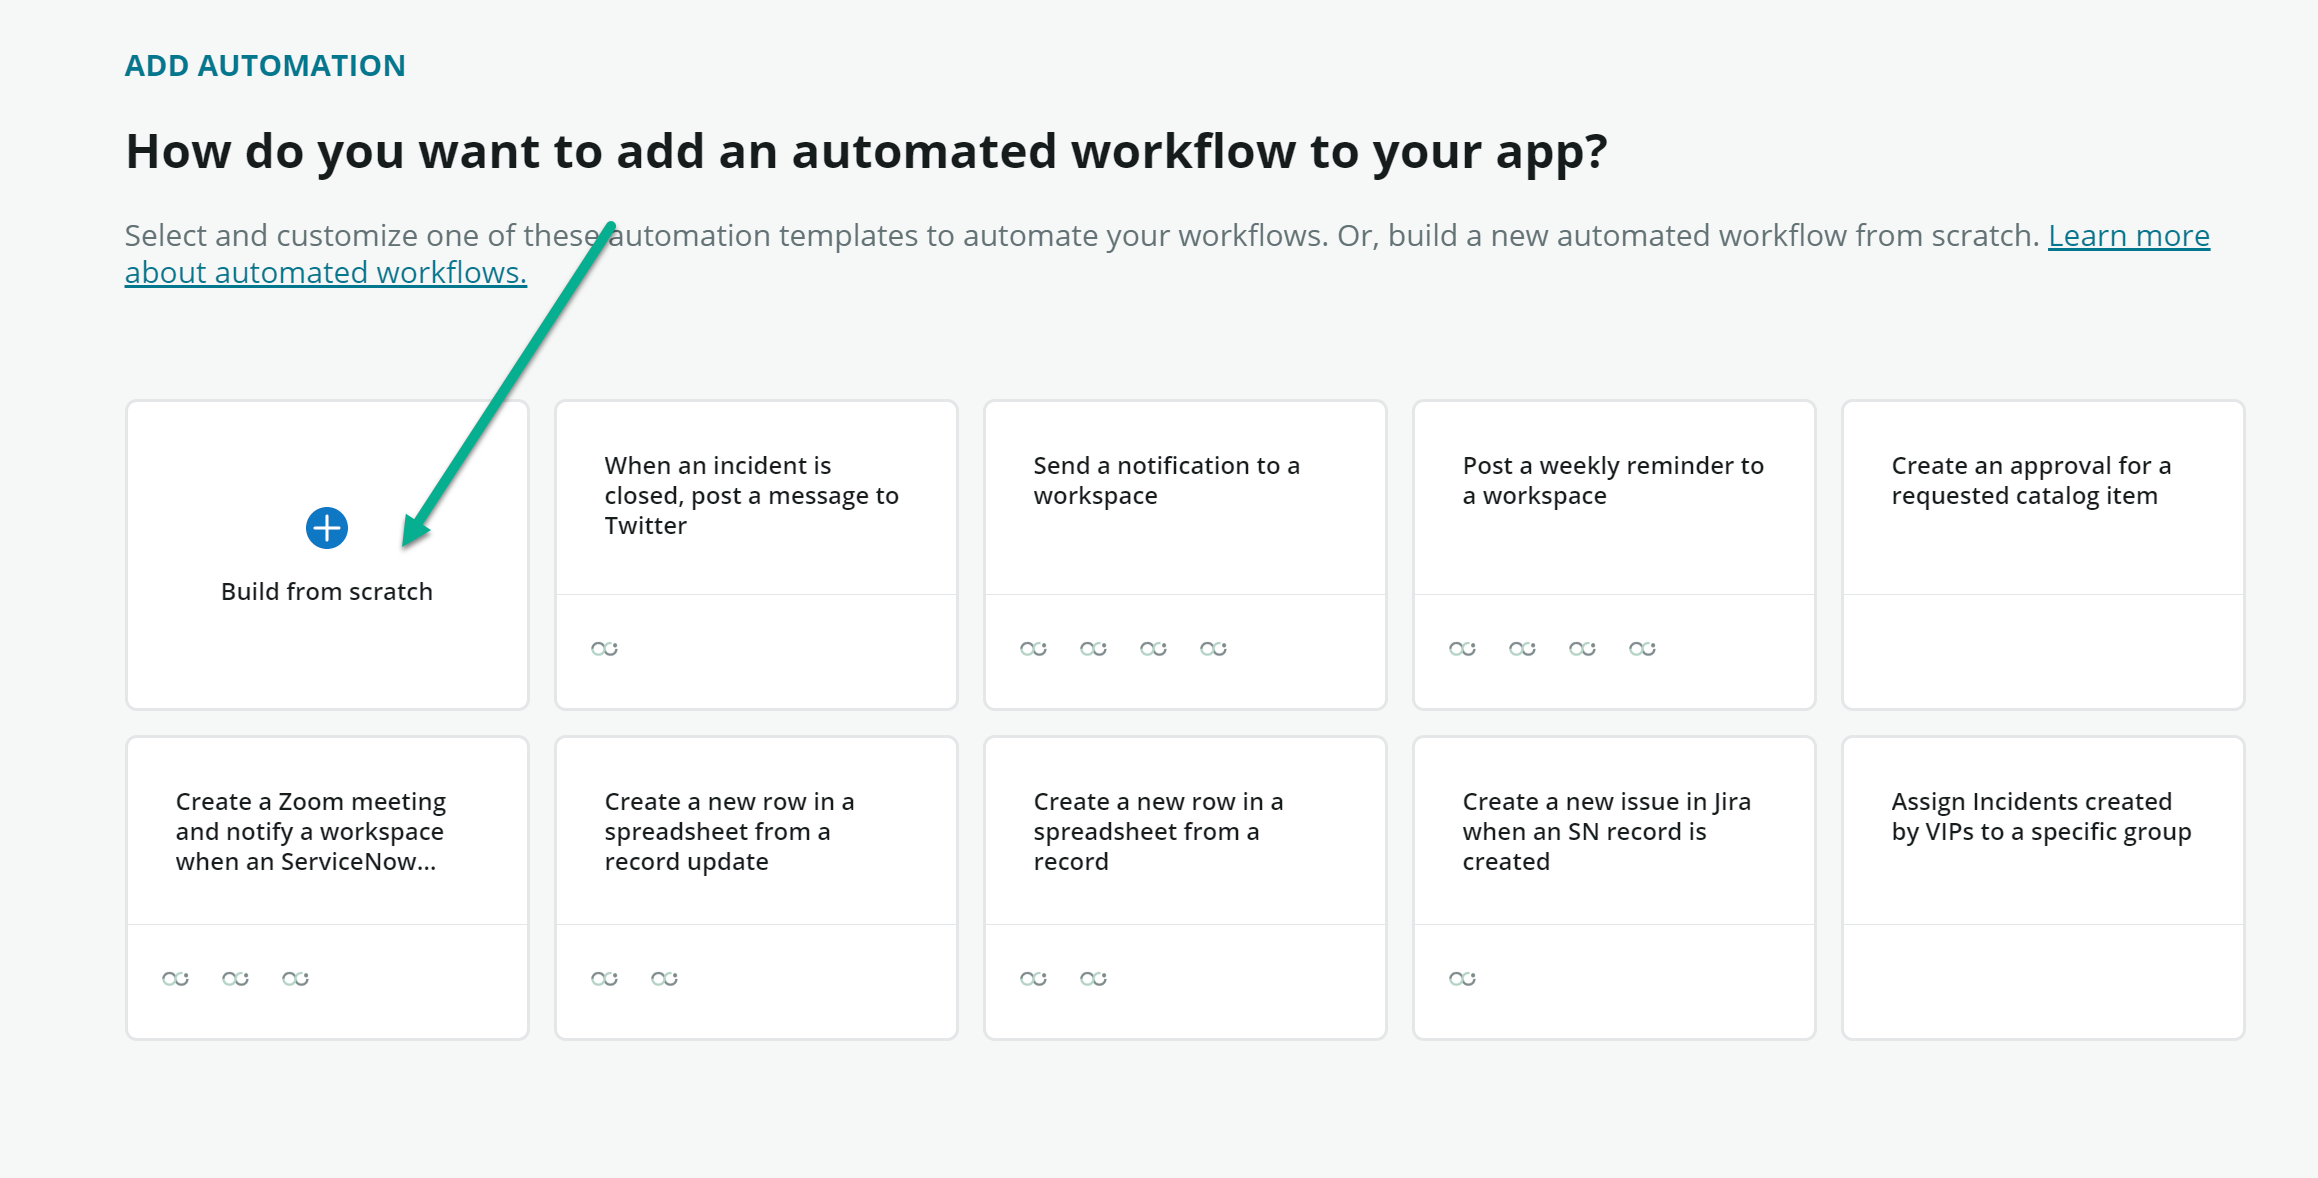 ADD AUTOMATION
How do you want to add an automated workflow to your app?
Select and customize one of these automation templates to automate your workflows. Or, build a new automated workflow from scratch. Learn more
about automated workflows.
Build from scratch
When an incident is
closed, post a message to
Twitter
Send a notification to a
workspace
Post a weekly reminder to
a workspace
Create an approval for a
requested catalog item
Create a Zoom meeting
and notify a workspace
when an ServiceNow...
Create a new row in a
spreadsheet from a
record update
Create a new row in a
spreadsheet from a
record
Create a new issue in Jira
when an SN record is
created
Assign Incidents created
by VIPs to a specific group